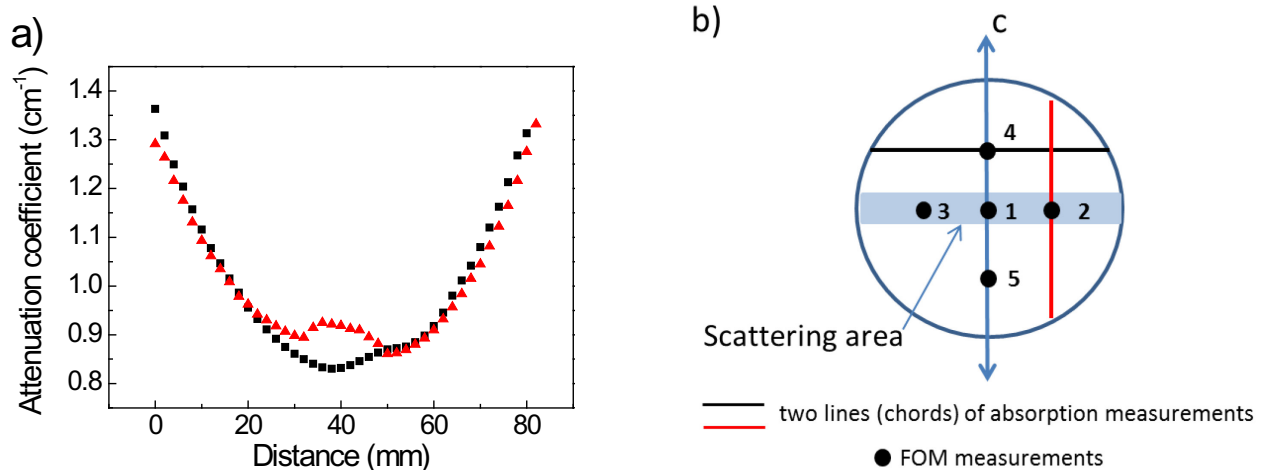 a)
Attenuation coefficient (cm⁻¹)
1.4
1.3
1.2
1.1
1.0
0.9
0.8
0 20 40 60 80
Distance (mm)
b)
c
4
3 1 2
5
Scattering area
two lines (chords) of absorption measurements
FOM measurements